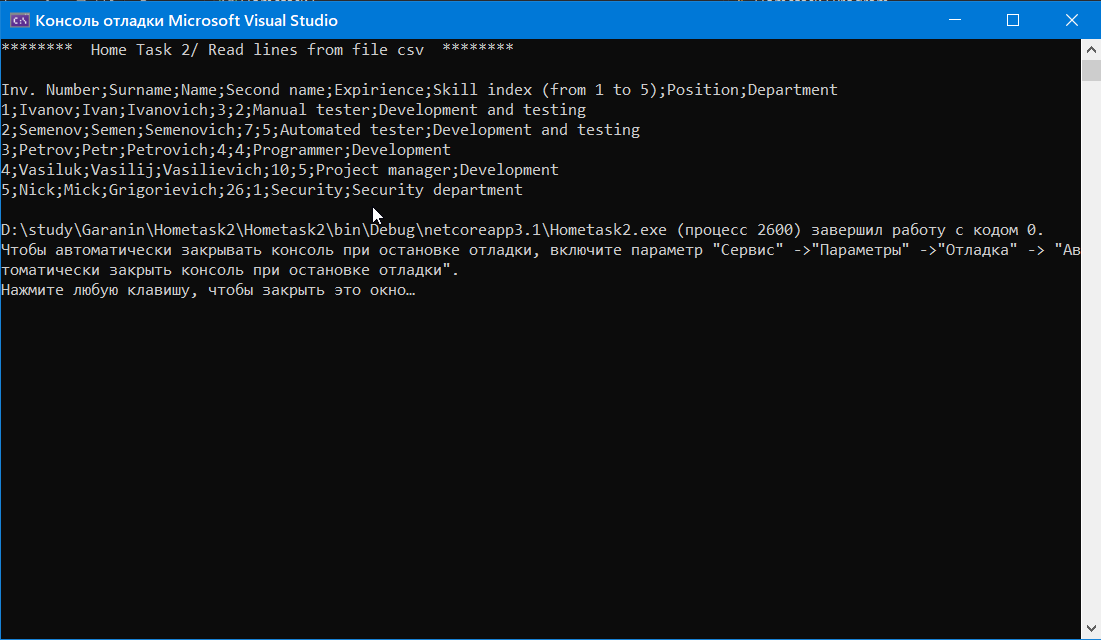 Консоль отладки Microsoft Visual Studio
******** Home Task 2/ Read lines from file csv ********
Inv. Number;Surname;Name;Second name;Expirience;Skill index (from 1 to 5);Position;Department
1;Ivanov;Ivan;Ivanovich;3;2;Manual tester;Development and testing
2;Semenov;Semen;Semenovich;7;5;Automated tester;Development and testing
3;Petrov;Petr;Petrovich;4;4;Programmer;Development
4;Vasiluk;Vasilij;Vasilievich;10;5;Project manager;Development
5;Nick;Mick;Grigorievich;26;1;Security;Security department
D:\study\Garanin\Hometask2\Hometask2\bin\Debug\netcoreapp3.1\Hometask2.exe (процесс 2600) завершил работу с кодом 0.
Чтобы автоматически закрывать консоль при остановке отладки, включите параметр "Сервис" ->"Параметры" ->"Отладка" -> "Ав
томатически закрыть консоль при остановке отладки".
Нажмите любую клавишу, чтобы закрыть это окно…